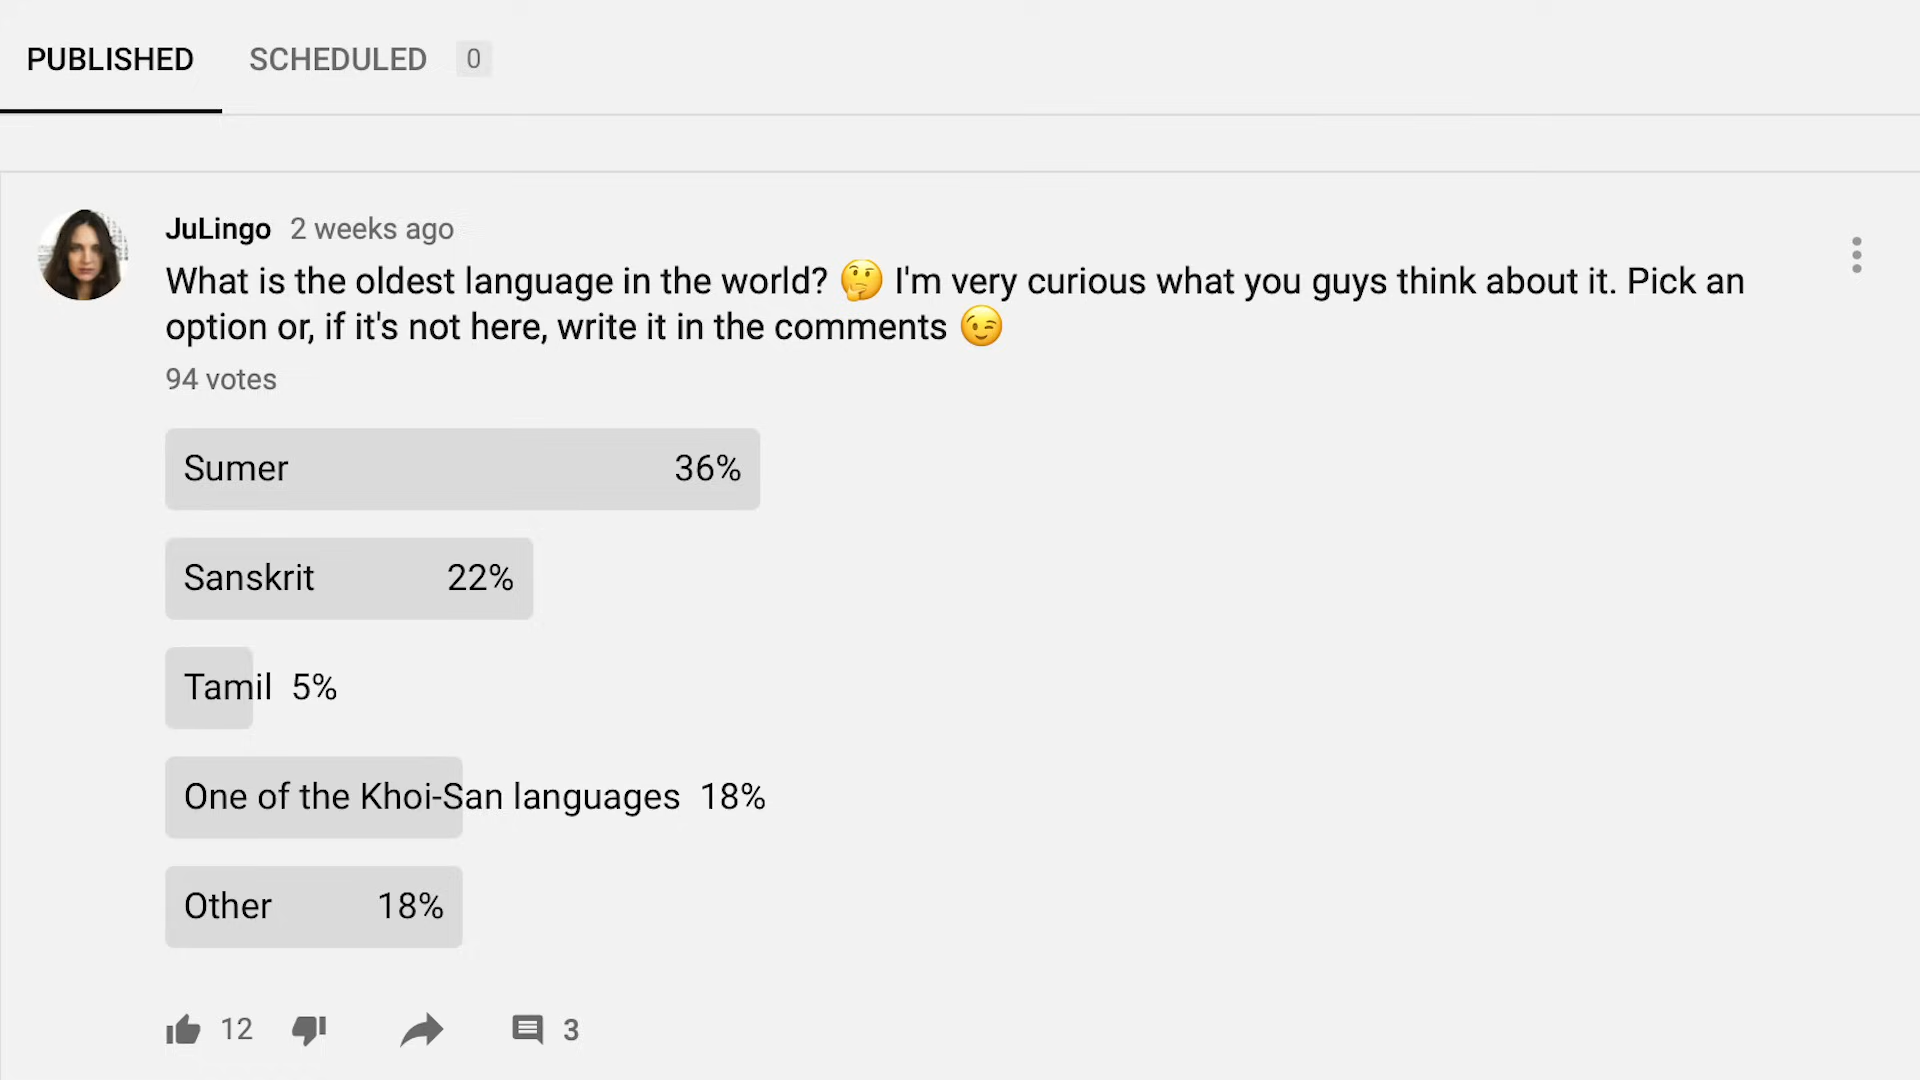 PUBLISHED SCHEDULED 0
JuLingo 2 weeks ago
What is the oldest language in the world? 🤔 I'm very curious what you guys think about it. Pick an
option or, if it's not here, write it in the comments 😉
94 votes
Sumer 36%
Sanskrit 22%
Tamil 5%
One of the Khoi-San languages 18%
Other 18%
12 3